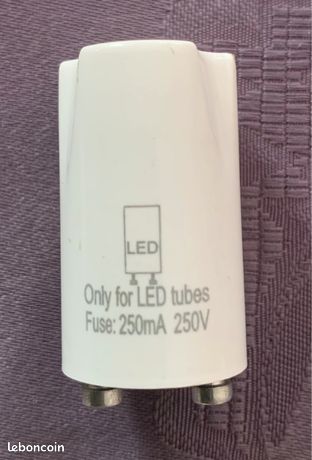 LED
Only for LED tubes
Fuse: 250mA 250V
leboncoin